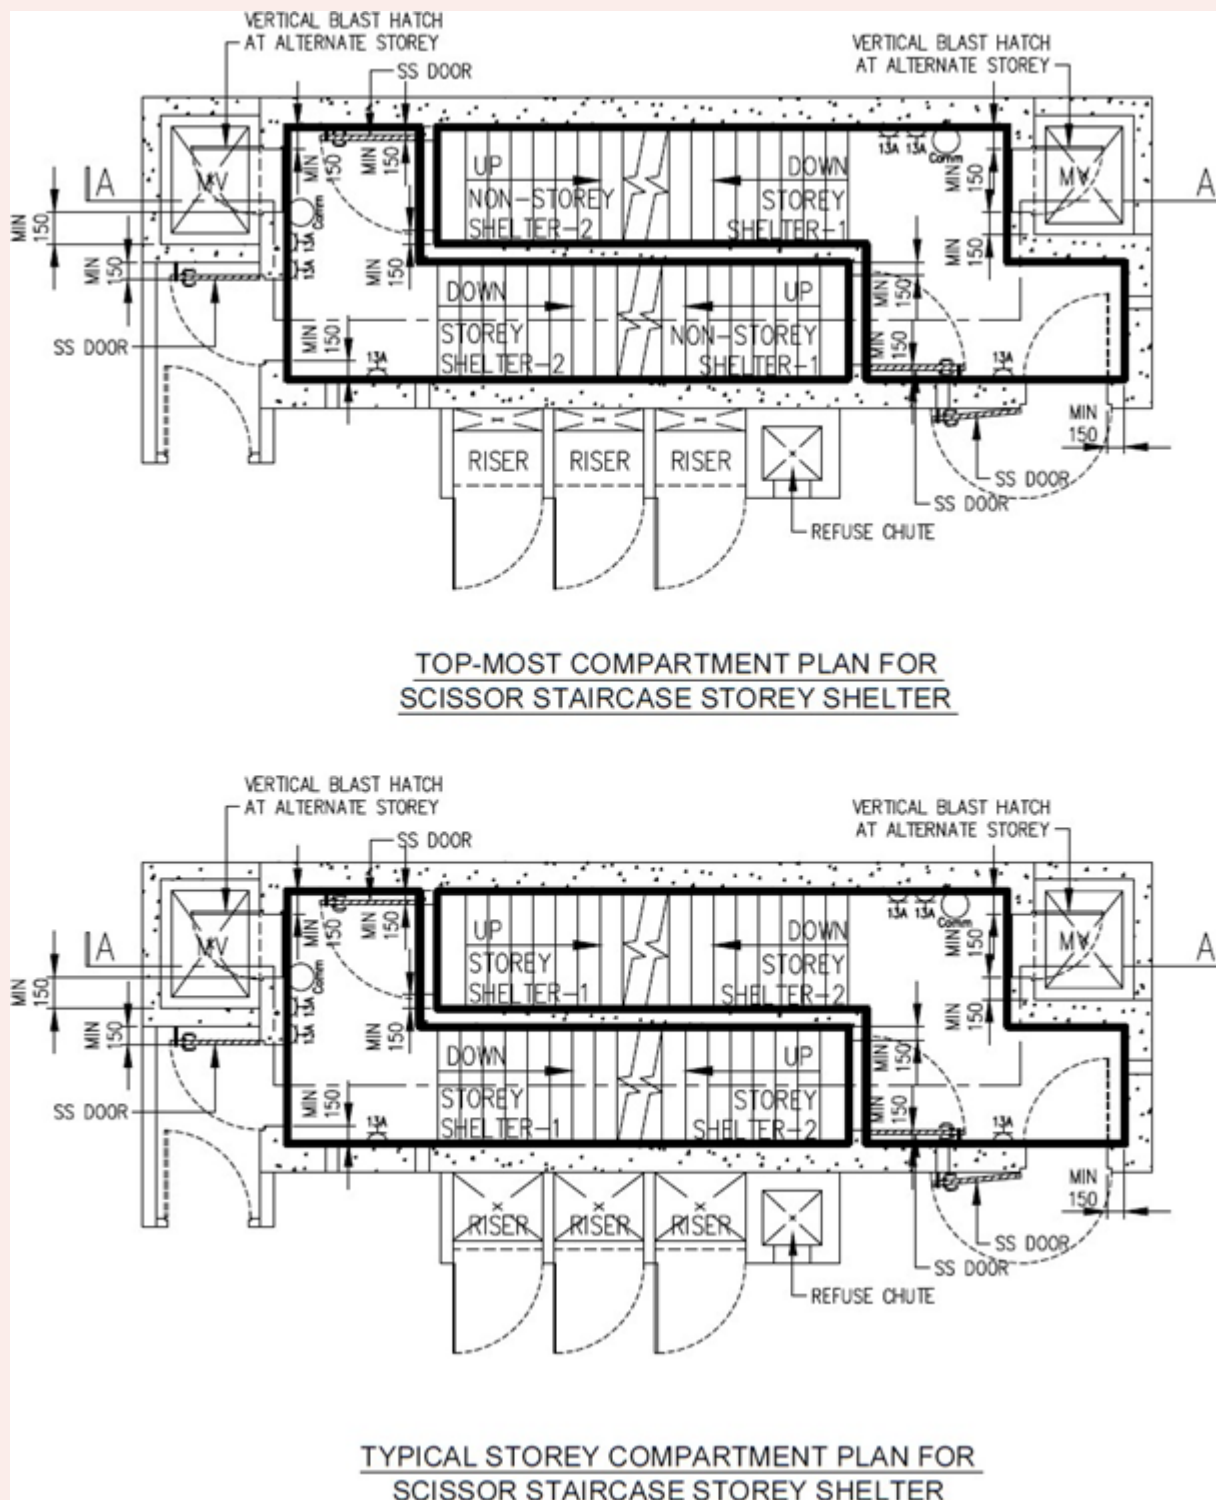 VERTICAL BLAST HATCH
AT ALTERNATE STOREY
SS DOOR
VERTICAL BLAST HATCH
AT ALTERNATE STOREY
13A 13A
Comm
MV
MIN
150
MIN
150
UP
NON-STOREY
SHELTER-2
DOWN
STOREY
SHELTER-1
MIN
150
MV
A
A
MIN
150
Comm
13A
13A
MIN
150
MIN
150
MIN
150
DOWN
STOREY
SHELTER-2
UP
NON-STOREY
SHELTER-1
MIN
150
MIN
150
SS DOOR
MIN
150
13A
13A
MIN
150
RISER
RISER
RISER
SS DOOR
SS DOOR
REFUSE CHUTE
TOP-MOST COMPARTMENT PLAN FOR
SCISSOR STAIRCASE STOREY SHELTER
VERTICAL BLAST HATCH
AT ALTERNATE STOREY
SS DOOR
VERTICAL BLAST HATCH
AT ALTERNATE STOREY
13A 13A
Comm
MV
MIN
150
MIN
150
UP
STOREY
SHELTER-1
DOWN
STOREY
SHELTER-2
MIN
150
MV
A
A
MIN
150
Comm
13A
13A
MIN
150
MIN
150
MIN
150
DOWN
STOREY
SHELTER-1
UP
STOREY
SHELTER-2
MIN
150
MIN
150
SS DOOR
MIN
150
13A
13A
MIN
150
RISER
RISER
RISER
SS DOOR
SS DOOR
REFUSE CHUTE
TYPICAL STOREY COMPARTMENT PLAN FOR
SCISSOR STAIRCASE STOREY SHELTER